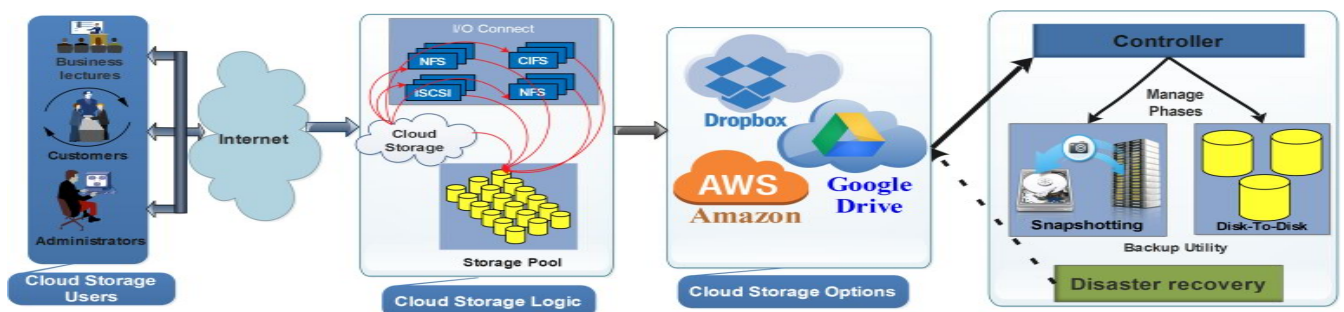 Business
lectures
Customers
Administrators
Cloud Storage
Users
Internet
I/O Connect
NFS
CIFS
iSCSI
NFS
Cloud
Storage
Storage Pool
Cloud Storage Logic
Dropbox
AWS
Amazon
Google
Drive
Cloud Storage Options
Controller
Manage
Phases
Snapshotting
Disk-To-Disk
Backup Utility
Disaster recovery